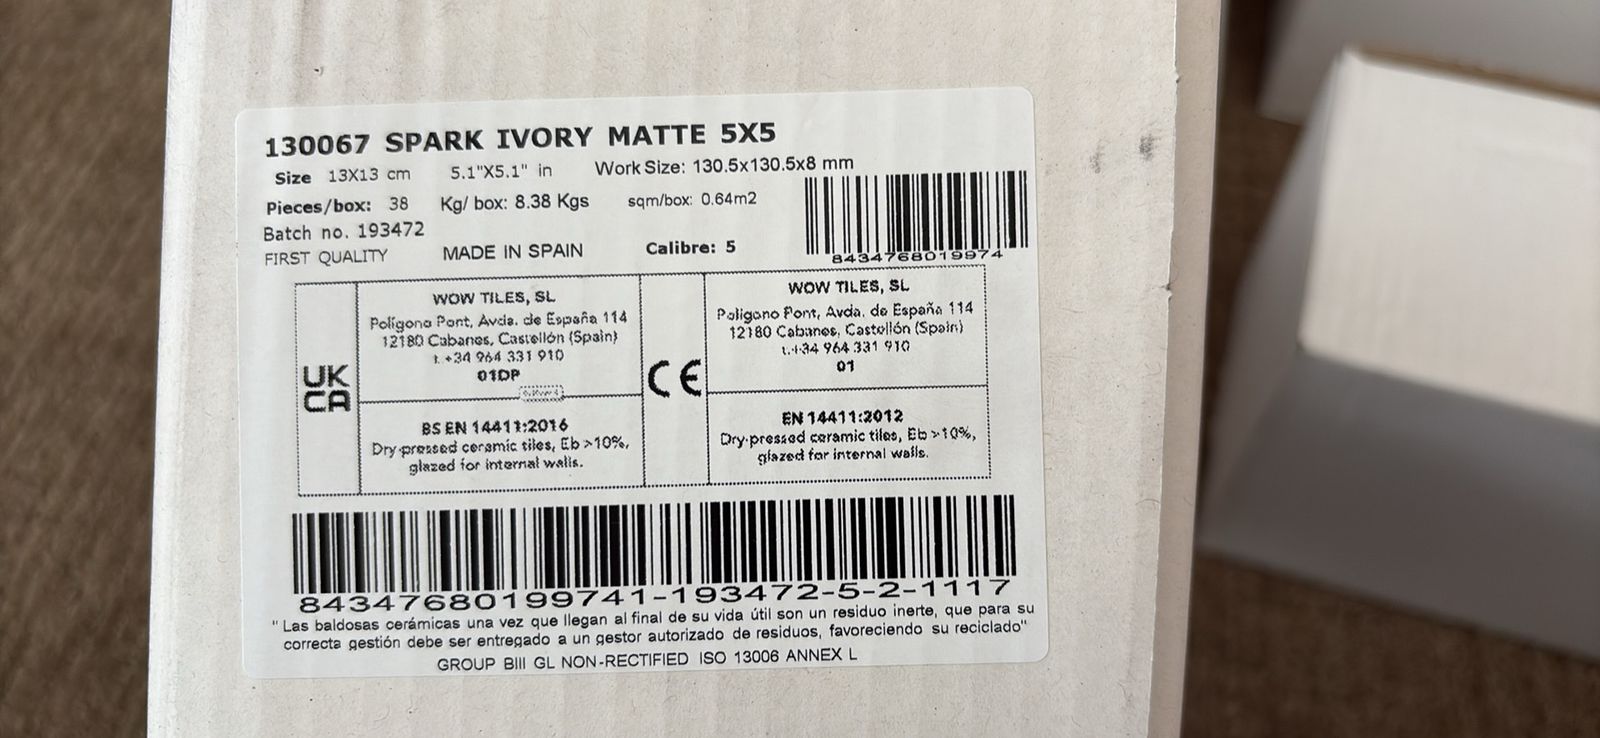 130067 SPARK IVORY MATTE 5X5
Size 13X13 cm 5.1"X5.1" in Work Size: 130.5x130.5x8 mm
Pieces/box: 38 Kg/ box: 8.38 Kgs sqm/box: 0.64m2
Batch no. 193472
FIRST QUALITY MADE IN SPAIN Calibre: 5
8434768019974
UK
CA
WOW TILES, SL
Polígono Pont, Avda. de España 114
12180 Cabanes, Castellón (Spain)
t. +34 964 331 910
01DP
BS EN 14411:2016
Dry-pressed ceramic tiles, Eb >10%,
glazed for internal walls.
CE
WOW TILES, SL
Polígono Pont, Avda. de España 114
12180 Cabanes, Castellón (Spain)
t.+34 964 331 910
01
EN 14411:2012
Dry-pressed ceramic tiles, Eb >10%,
glazed for internal walls.
84347680199741-193472-5-2-1117
" Las baldosas cerámicas una vez que llegan al final de su vida útil son un residuo inerte, que para su
correcta gestión debe ser entregado a un gestor autorizado de residuos, favoreciendo su reciclado"
GROUP BIII GL NON-RECTIFIED ISO 13006 ANNEX L